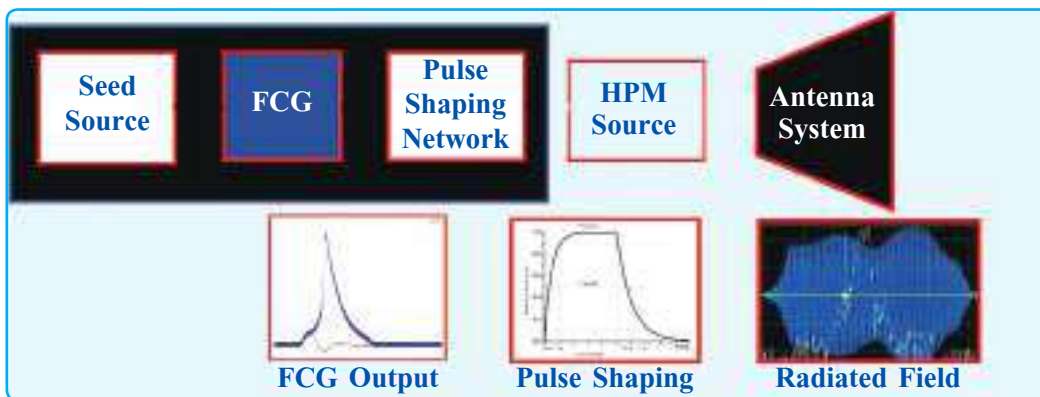 Seed
Source
FCG
Pulse
Shaping
Network
HPM
Source
Antenna
System
FCG Output
Pulse Shaping
Radiated Field